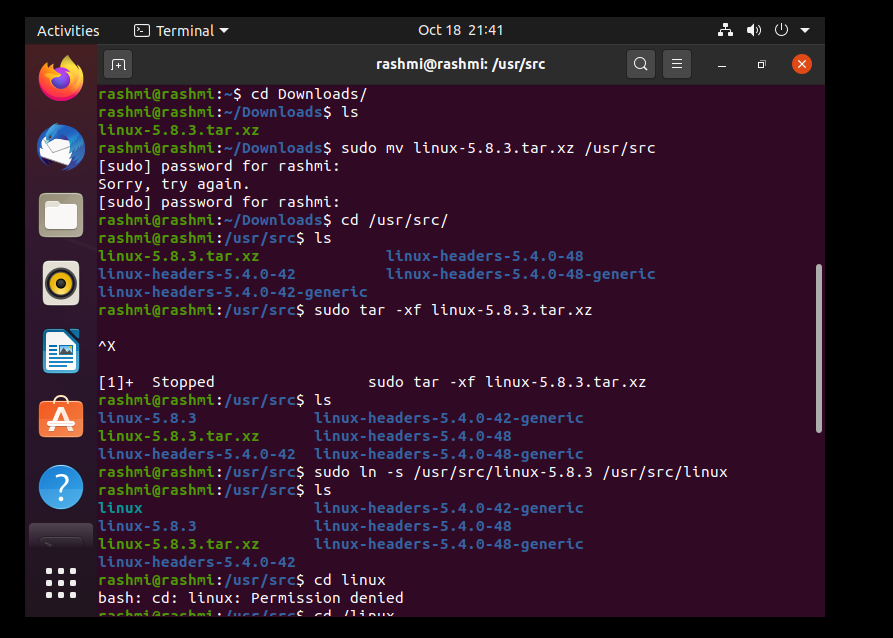 Activities Terminal Oct 18 21:41
rashmi@rashmi: /usr/src
rashmi@rashmi:~$ cd Downloads/
rashmi@rashmi:~/Downloads$ ls
linux-5.8.3.tar.xz
rashmi@rashmi:~/Downloads$ sudo mv linux-5.8.3.tar.xz /usr/src
[sudo] password for rashmi:
Sorry, try again.
[sudo] password for rashmi:
rashmi@rashmi:~/Downloads$ cd /usr/src/
rashmi@rashmi:/usr/src$ ls
linux-5.8.3.tar.xz linux-headers-5.4.0-48
linux-headers-5.4.0-42 linux-headers-5.4.0-48-generic
linux-headers-5.4.0-42-generic
rashmi@rashmi:/usr/src$ sudo tar -xf linux-5.8.3.tar.xz
^X
[1]+ Stopped sudo tar -xf linux-5.8.3.tar.xz
rashmi@rashmi:/usr/src$ ls
linux-5.8.3 linux-headers-5.4.0-42-generic
linux-5.8.3.tar.xz linux-headers-5.4.0-48
linux-headers-5.4.0-42 linux-headers-5.4.0-48-generic
rashmi@rashmi:/usr/src$ sudo ln -s /usr/src/linux-5.8.3 /usr/src/linux
rashmi@rashmi:/usr/src$ ls
linux linux-headers-5.4.0-42-generic
linux-5.8.3 linux-headers-5.4.0-48
linux-5.8.3.tar.xz linux-headers-5.4.0-48-generic
linux-headers-5.4.0-42
rashmi@rashmi:/usr/src$ cd linux
bash: cd: linux: Permission denied
rashmi@rashmi:/usr/src$ cd /linux